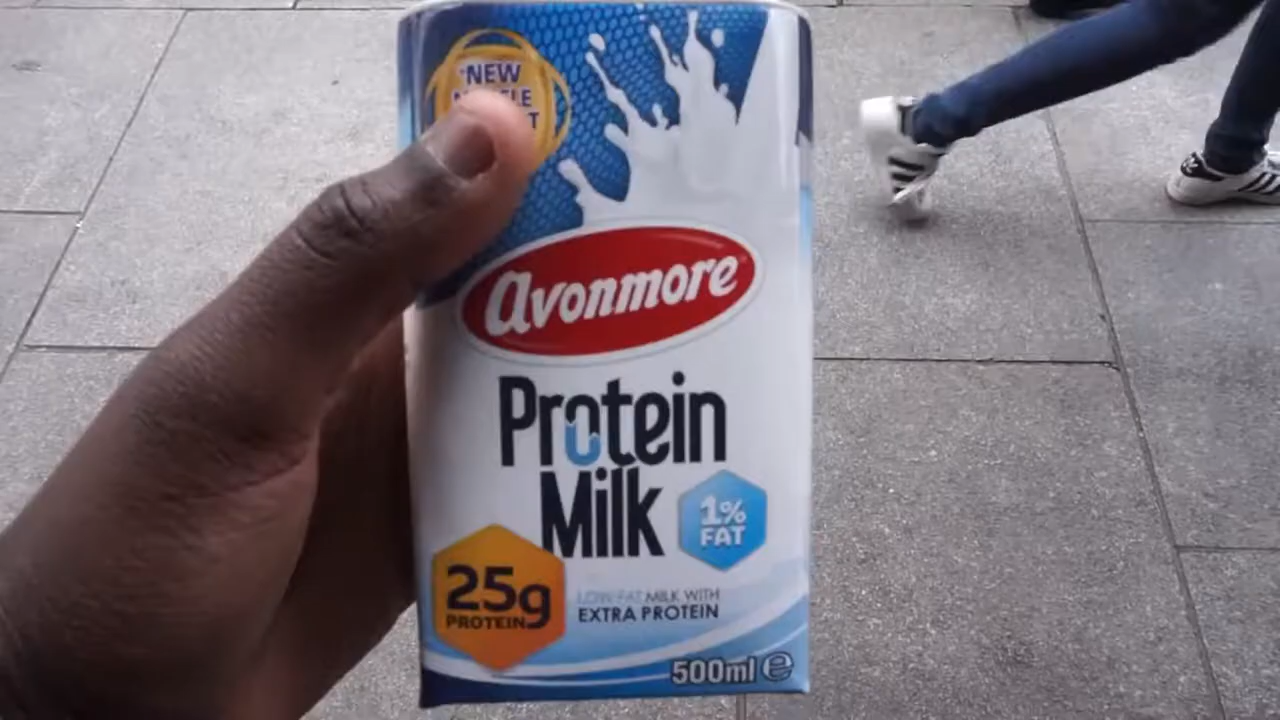 *NEW
avonmore
Protein
Milk
1%
FAT
25g
PROTEIN
LOW-FAT MILK WITH
EXTRA PROTEIN
500ml e